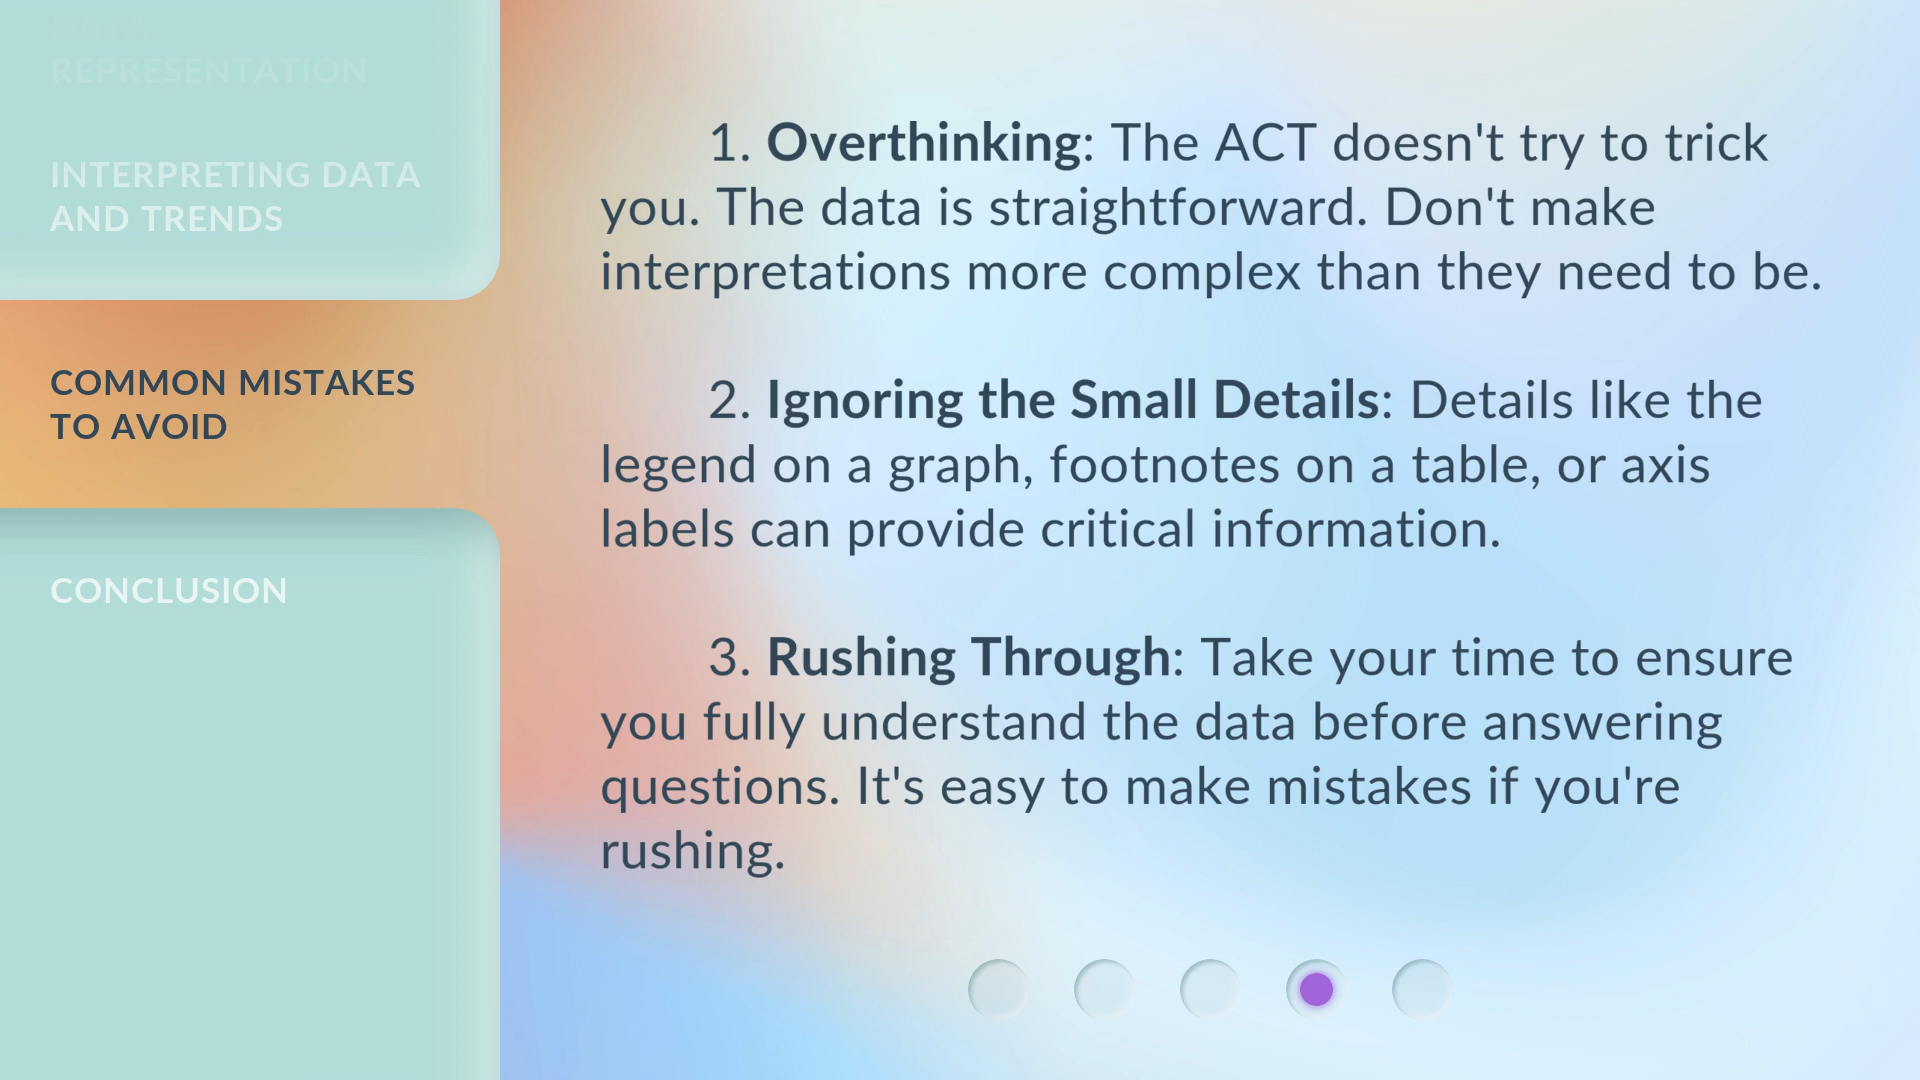 DATA
REPRESENTATION
INTERPRETING DATA
AND TRENDS
COMMON MISTAKES
TO AVOID
CONCLUSION
1. Overthinking: The ACT doesn't try to trick
you. The data is straightforward. Don't make
interpretations more complex than they need to be.
2. Ignoring the Small Details: Details like the
legend on a graph, footnotes on a table, or axis
labels can provide critical information.
3. Rushing Through: Take your time to ensure
you fully understand the data before answering
questions. It's easy to make mistakes if you're
rushing.